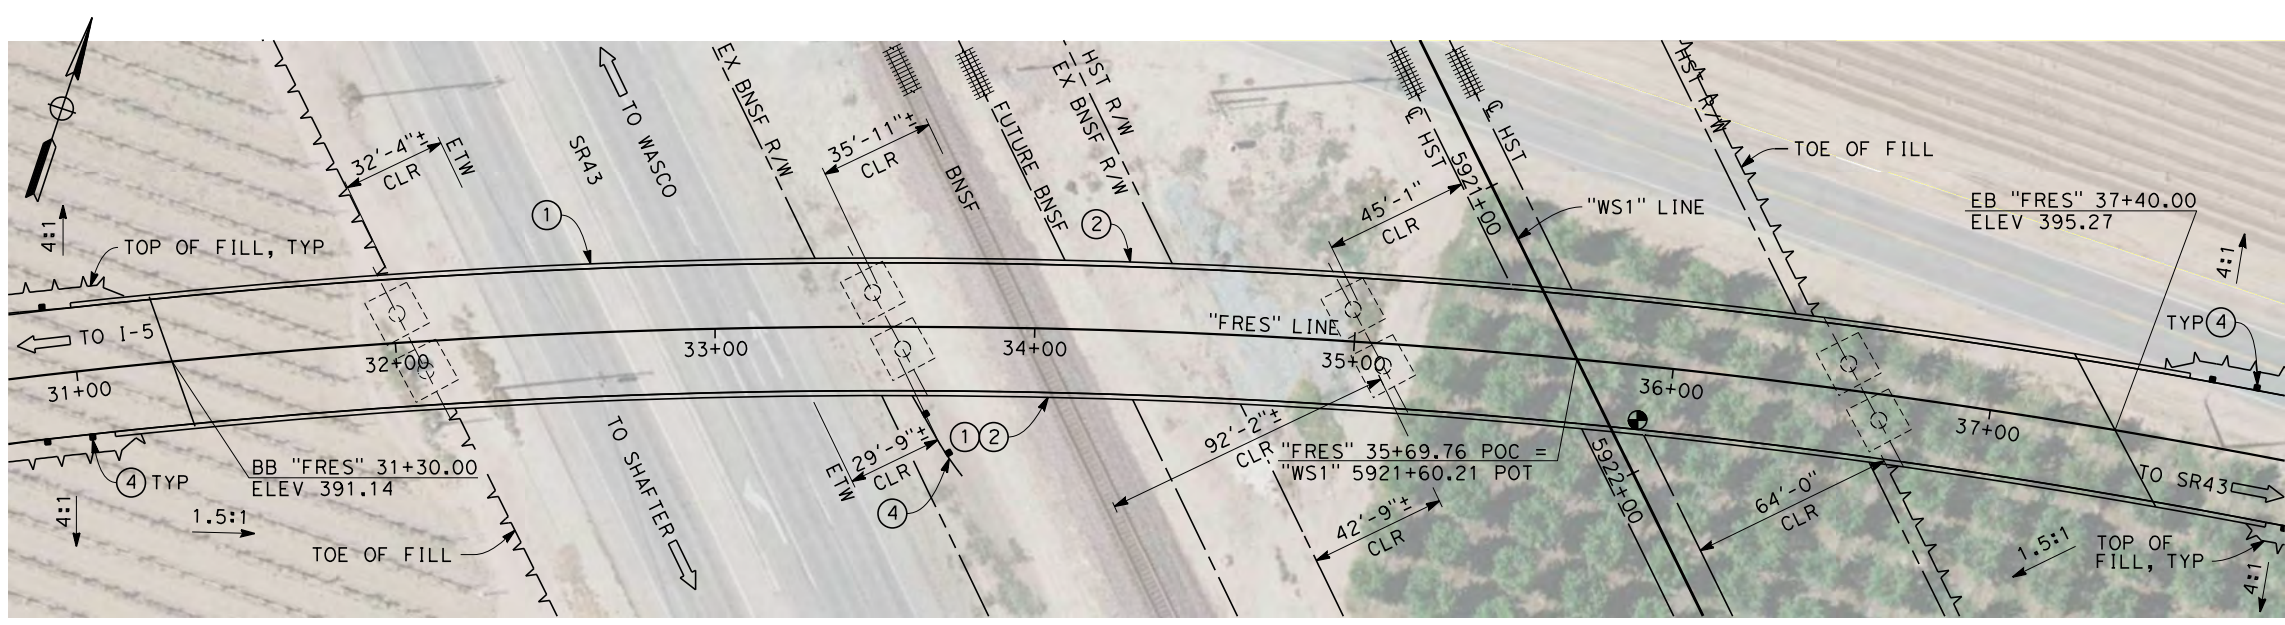 EX BNSF R/W
HST R/W
EX BNSF R/W
FUTURE BNSF
BNSF
℄ HST
℄ HST
HST R/W
TOE OF FILL
32'-4"±
CLR
ETW
SR43
TO WASCO
35'-11"±
CLR
45'-1"
CLR
5921+00
"WS1" LINE
EB "FRES" 37+40.00
ELEV 395.27
4:1
TOP OF FILL, TYP
1
2
4:1
TO I-5
31+00
32+00
33+00
34+00
"FRES" LINE
35+00
36+00
37+00
TYP 4
4 TYP
BB "FRES" 31+30.00
ELEV 391.14
4:1
1.5:1
TOE OF FILL
TO SHAFTER
ETW
29'-9"±
CLR
4
1 2
92'-2"±
CLR
"FRES" 35+69.76 POC =
"WS1" 5921+60.21 POT
42'-9"±
CLR
5922+00
64'-0"
CLR
TO SR43
1.5:1
TOP OF
FILL, TYP
4:1